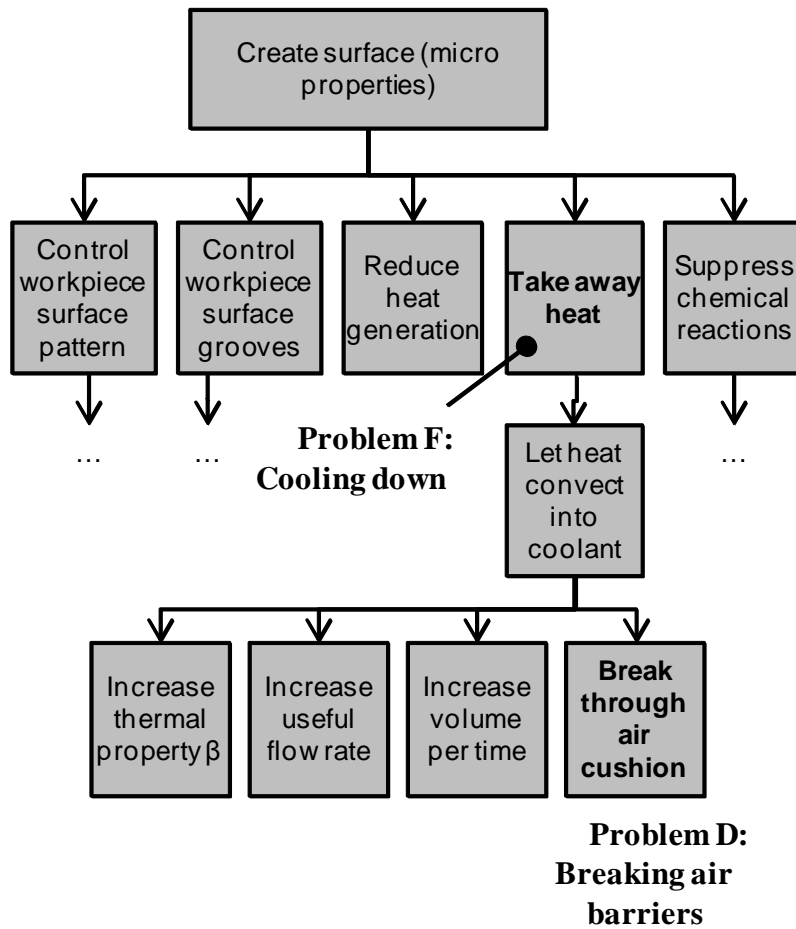 Create surface (micro
properties)
Control
workpiece
surface
pattern
Control
workpiece
surface
grooves
Reduce
heat
generation
Take away
heat
Suppress
chemical
reactions
...
...
Problem F:
Cooling down
Let heat
convect
into
coolant
...
Increase
thermal
property β
Increase
useful
flow rate
Increase
volume
per time
Break
through
air
cushion
Problem D:
Breaking air
barriers